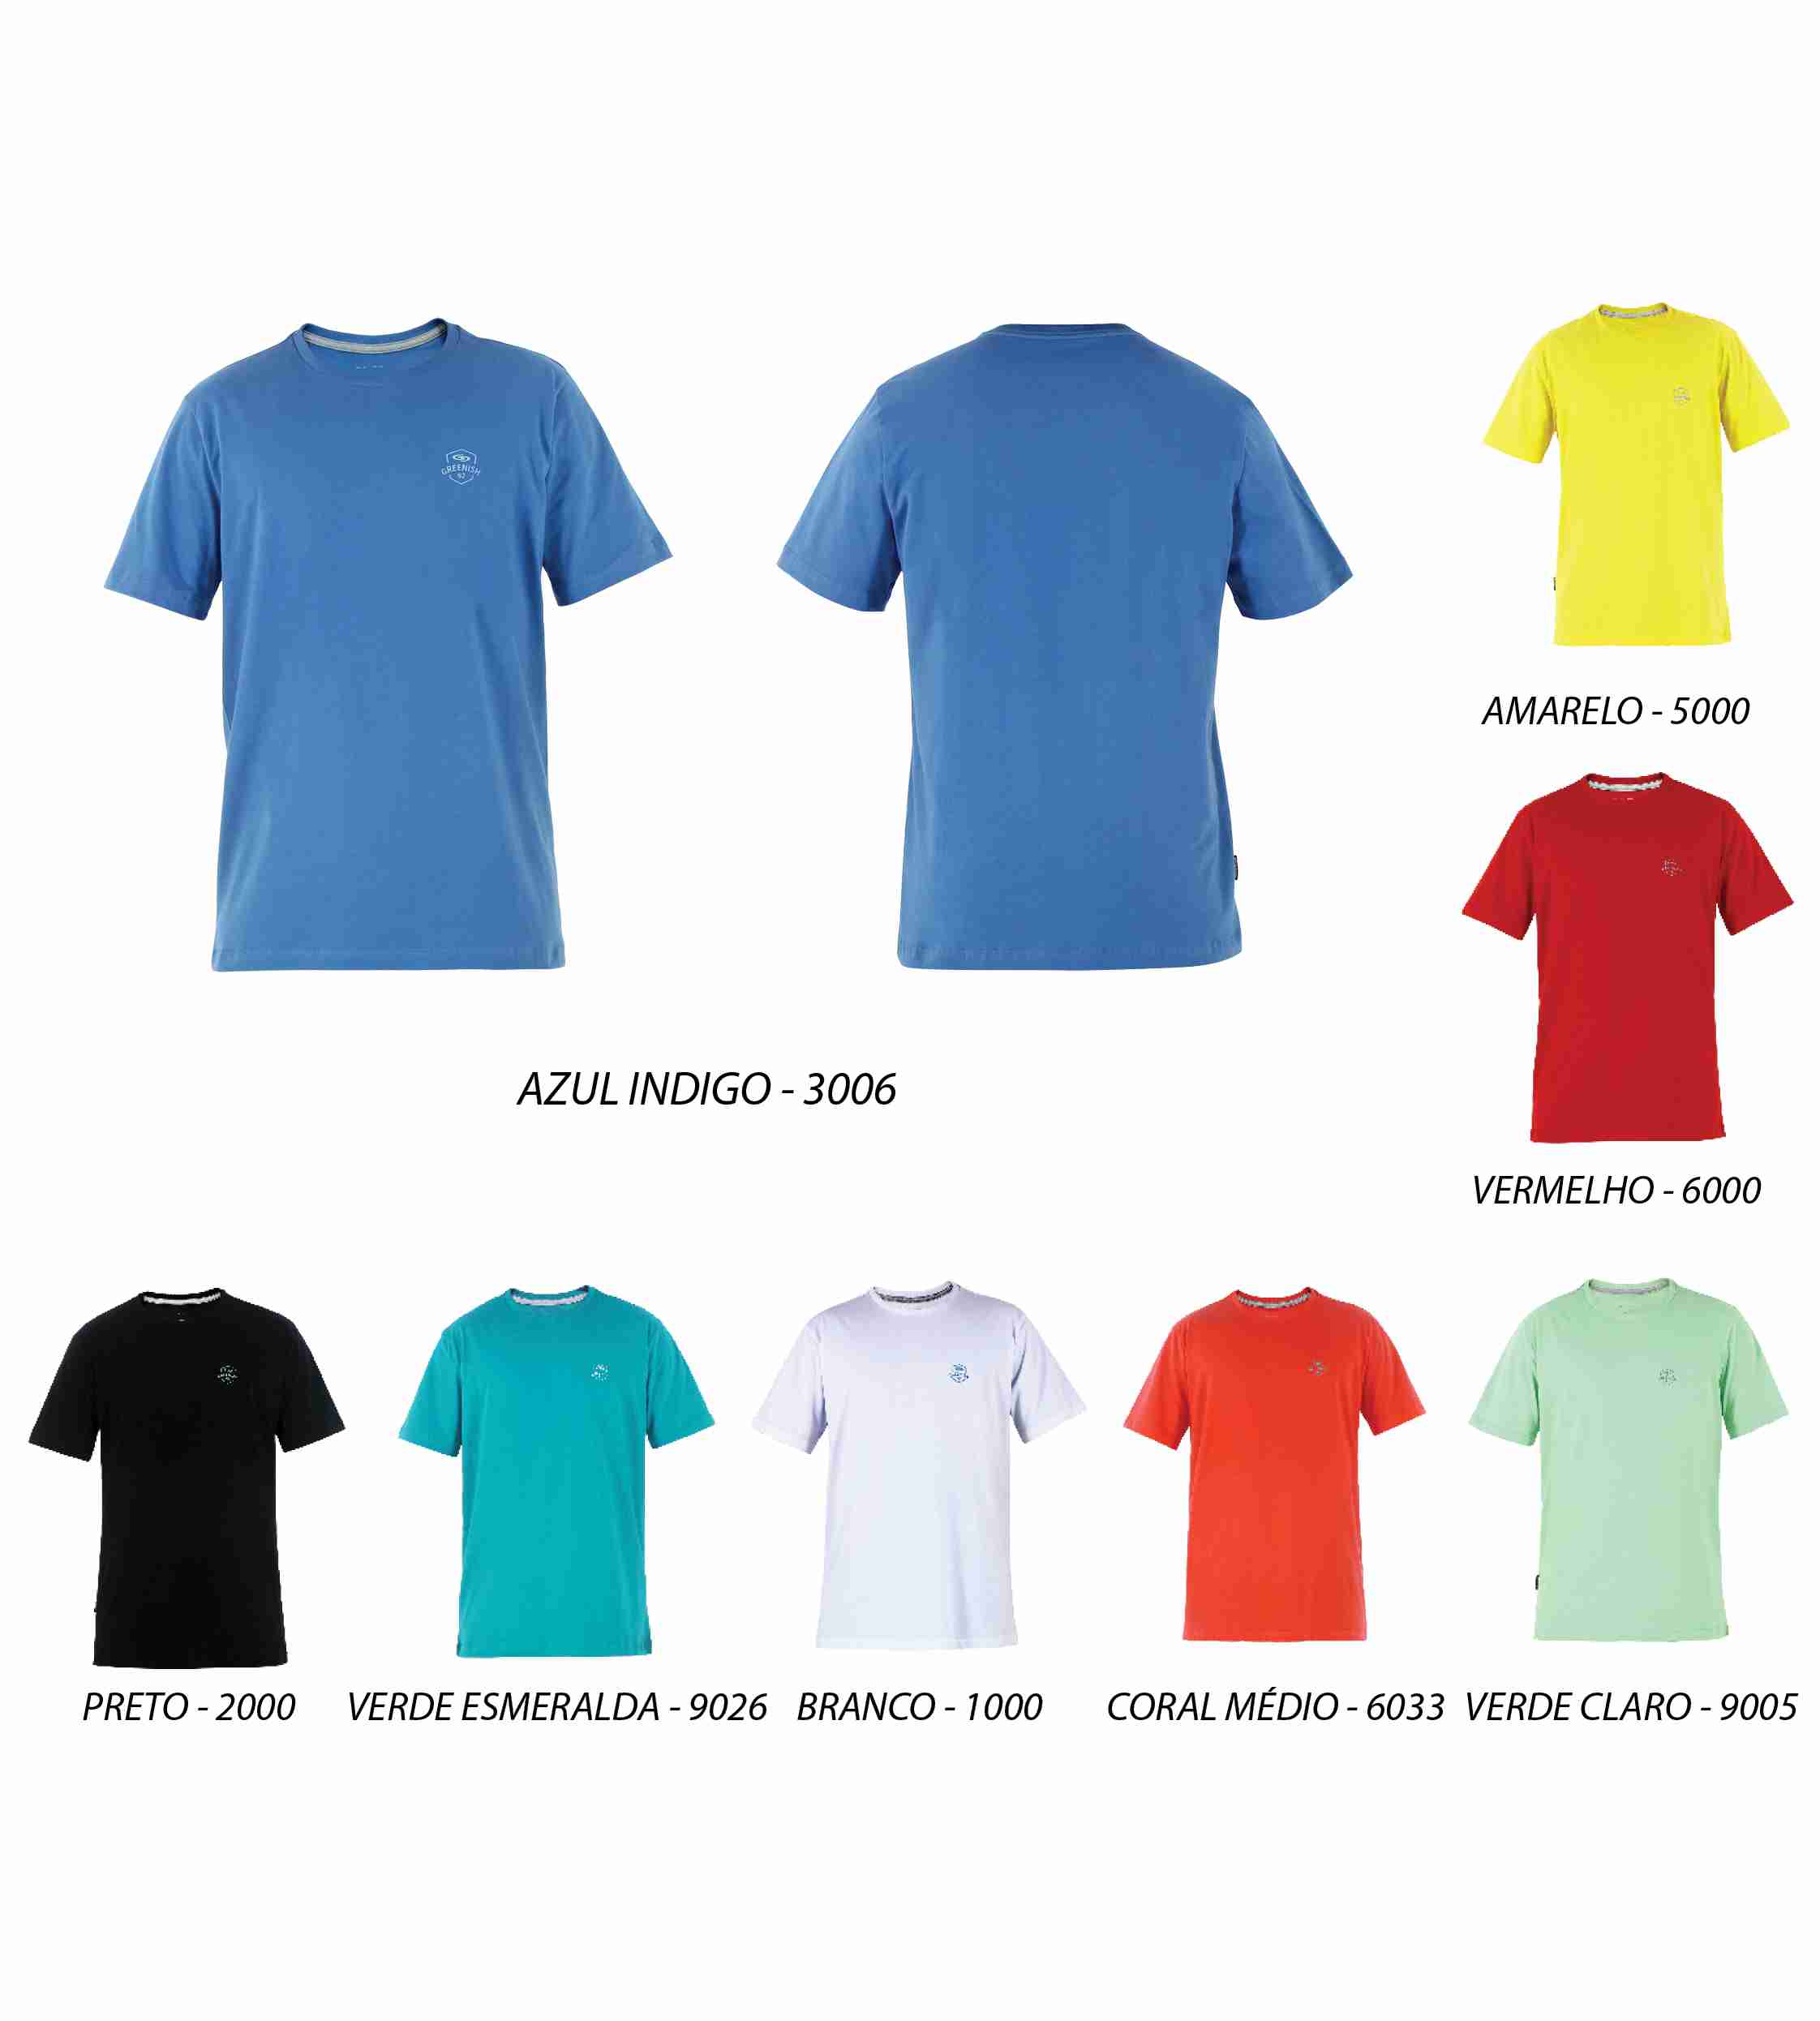 GREENISH
AMARELO - 5000
VERMELHO - 6000
AZUL INDIGO - 3006
PRETO - 2000
VERDE ESMERALDA - 9026
BRANCO - 1000
CORAL MÉDIO - 6033
VERDE CLARO - 9005